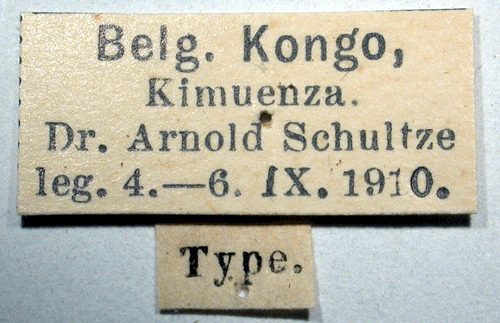 Belg. Kongo,
Kimuenza.
Dr. Arnold Schultze
leg. 4.—6. IX. 1910.
Type.